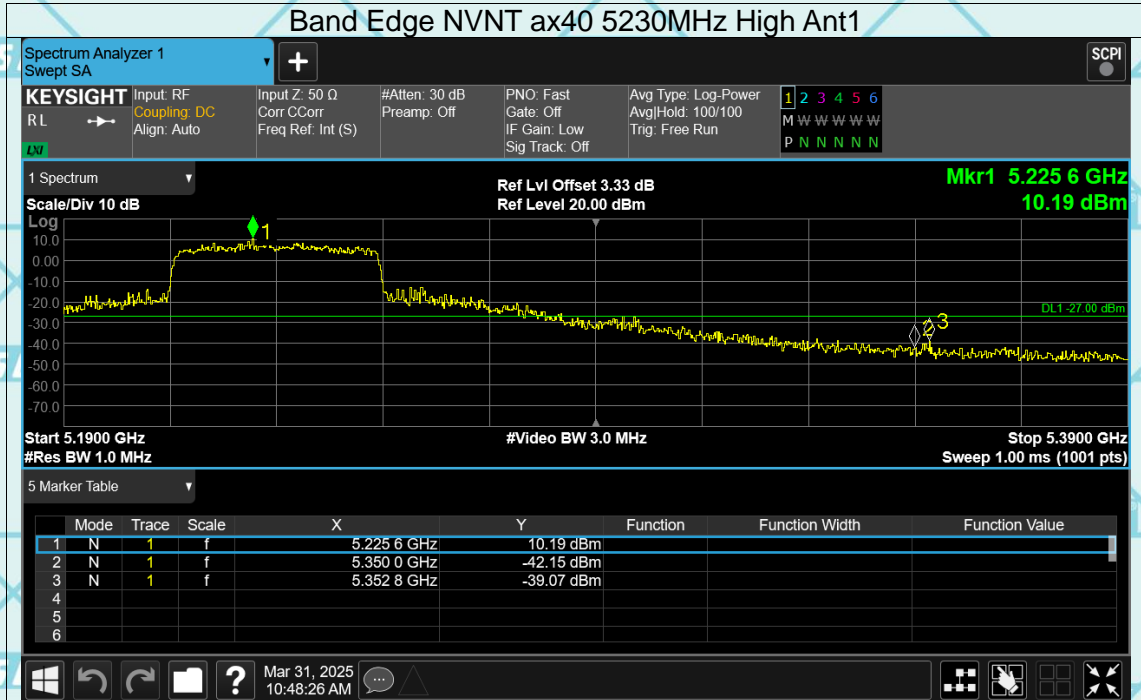 Band Edge NVNT ax40 5230MHz High Ant1
Spectrum Analyzer 1
Swept SA
+
SCPI
KEYSIGHT
RL
LXI
Input: RF
Coupling: DC
Align: Auto
Input Z: 50 Ω
Corr CCorr
Freq Ref: Int (S)
#Atten: 30 dB
Preamp: Off
PNO: Fast
Gate: Off
IF Gain: Low
Sig Track: Off
Avg Type: Log-Power
Avg|Hold: 100/100
Trig: Free Run
1 2 3 4 5 6
M W W W W W
P N N N N N
1 Spectrum
Scale/Div 10 dB
Ref Lvl Offset 3.33 dB
Ref Level 20.00 dBm
Mkr1 5.225 6 GHz
10.19 dBm
Log
10.0
0.00
-10.0
-20.0
-30.0
-40.0
-50.0
-60.0
-70.0
1
2
3
DL1 -27.00 dBm
Start 5.1900 GHz
#Video BW 3.0 MHz
Stop 5.3900 GHz
#Res BW 1.0 MHz
Sweep 1.00 ms (1001 pts)
5 Marker Table
Mode Trace Scale X Y Function Function Width Function Value
1 N 1 f 5.225 6 GHz 10.19 dBm
2 N 1 f 5.350 0 GHz -42.15 dBm
3 N 1 f 5.352 8 GHz -39.07 dBm
4
5
6
?
Mar 31, 2025
10:48:26 AM